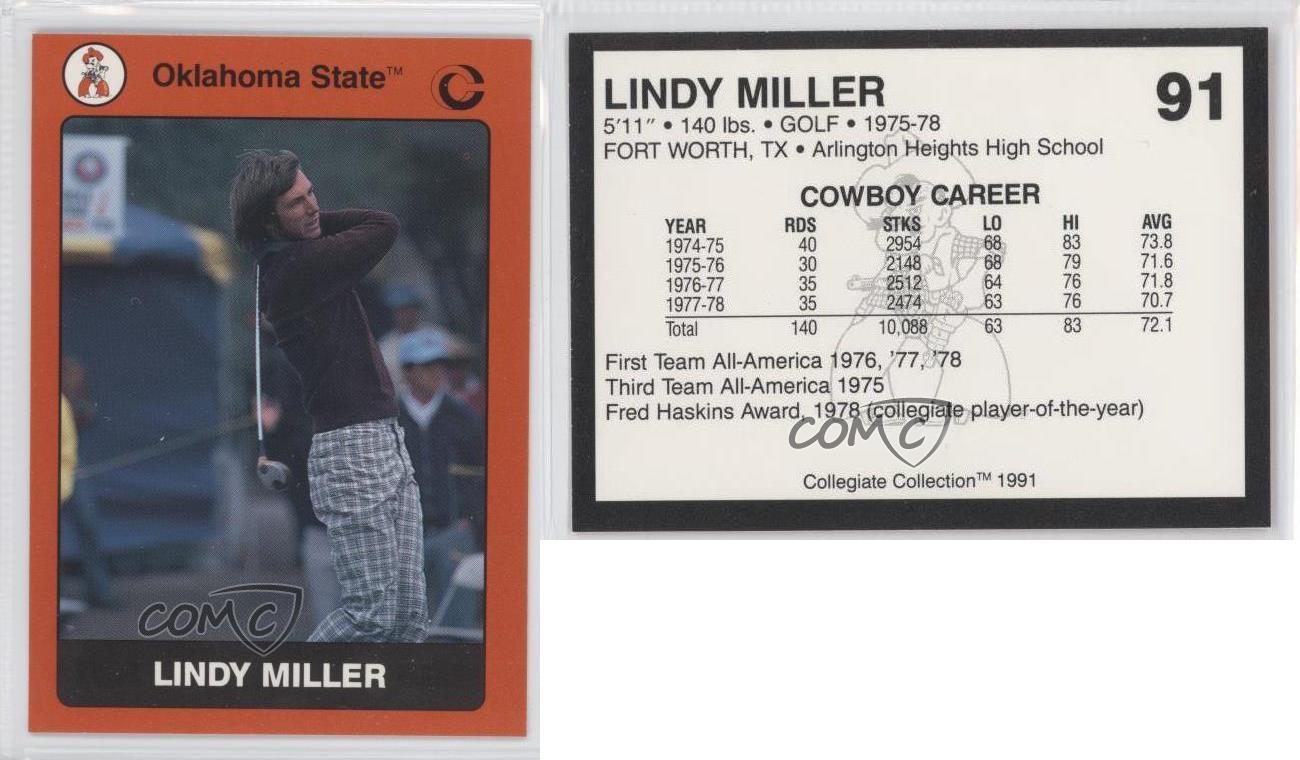 Oklahoma State™
COMC
LINDY MILLER
LINDY MILLER
91
5'11" • 140 lbs. • GOLF • 1975-78
FORT WORTH, TX • Arlington Heights High School
COWBOY CAREER
YEAR RDS STKS LO HI AVG
1974-75 40 2954 68 83 73.8
1975-76 30 2148 68 79 71.6
1976-77 35 2512 64 76 71.8
1977-78 35 2474 63 76 70.7
Total 140 10,088 63 83 72.1
First Team All-America 1976, '77, '78
Third Team All-America 1975
Fred Haskins Award, 1978 (collegiate player-of-the-year)
COMC
Collegiate Collection™ 1991